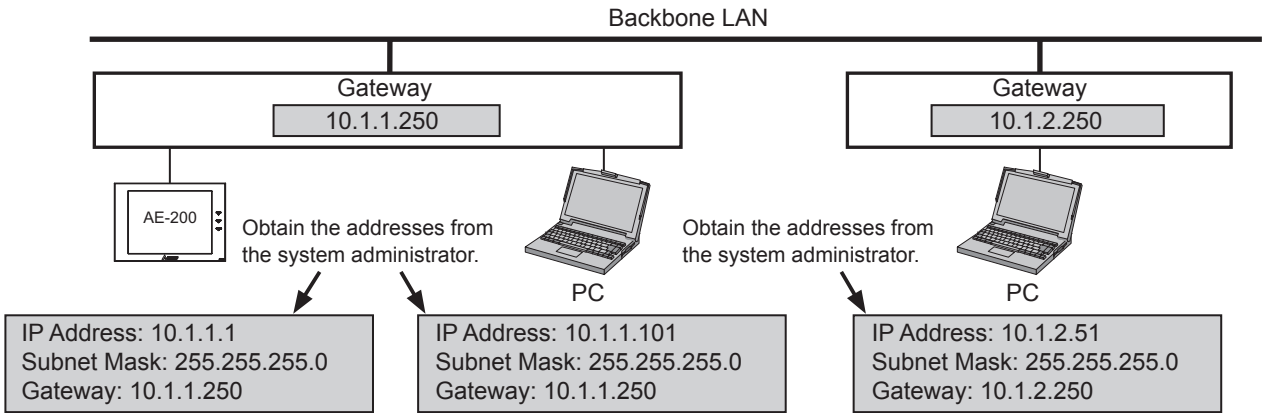 Backbone LAN
Gateway
10.1.1.250
Gateway
10.1.2.250
AE-200
Obtain the addresses from
the system administrator.
Obtain the addresses from
the system administrator.
PC
PC
IP Address: 10.1.1.1
Subnet Mask: 255.255.255.0
Gateway: 10.1.1.250
IP Address: 10.1.1.101
Subnet Mask: 255.255.255.0
Gateway: 10.1.1.250
IP Address: 10.1.2.51
Subnet Mask: 255.255.255.0
Gateway: 10.1.2.250